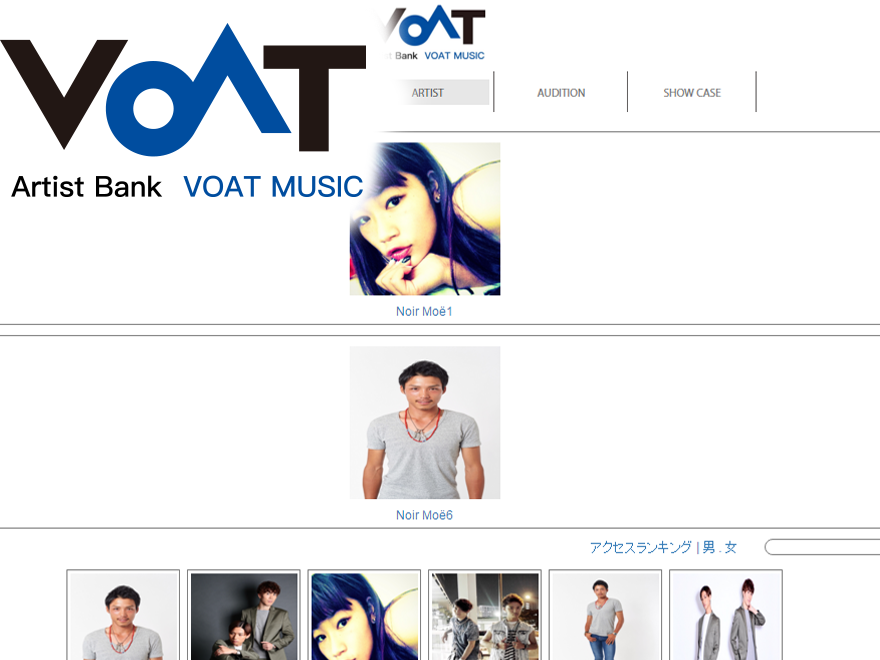 VOAT
Artist Bank VOAT MUSIC
VOAT
Bank VOAT MUSIC
ARTIST
AUDITION
SHOW CASE
Noir Moë1
Noir Moë6
アクセスランキング | 男 . 女